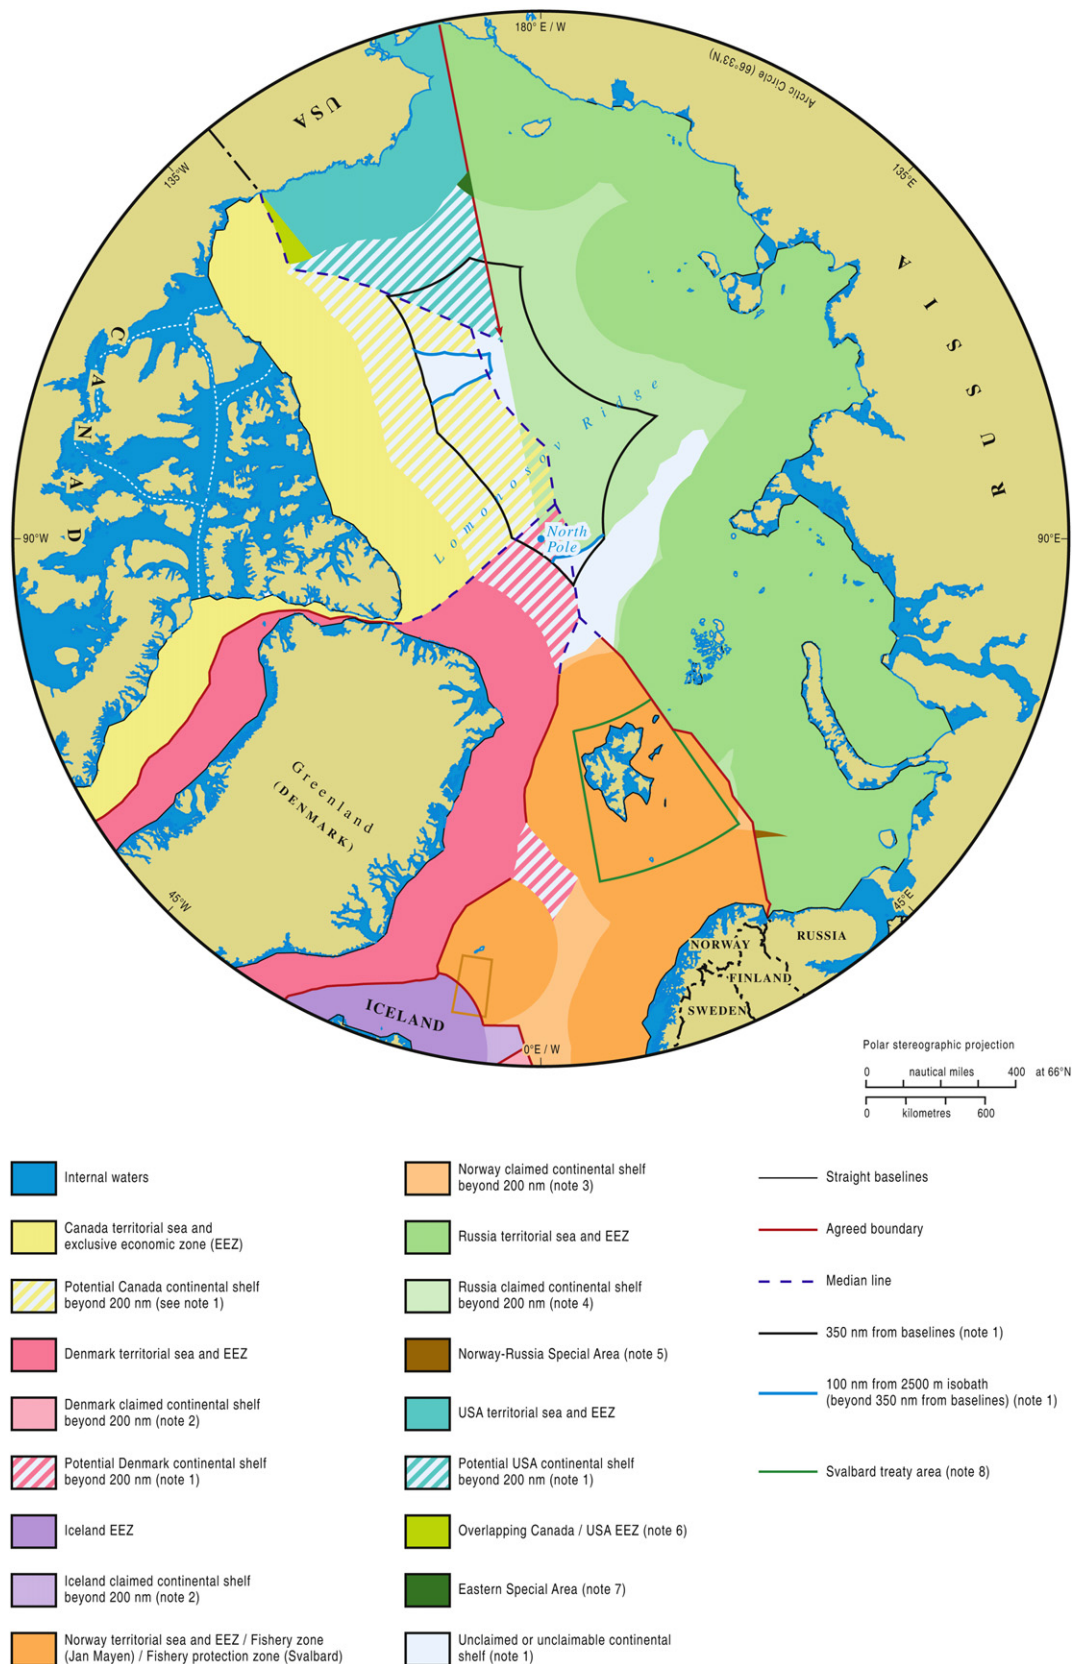 180° E / W
Arctic Circle (66°33'N)
USA
135°W
135°E
RUSSIA
CANAD
Lomonosov Ridge
North
Pole
90°W
90°E
Greenland
(DENMARK)
45°W
45°E
NORWAY
RUSSIA
FINLAND
SWEDEN
ICELAND
0°E / W
Polar stereographic projection
0 nautical miles 400 at 66°N
0 kilometres 600
Internal waters
Canada territorial sea and
exclusive economic zone (EEZ)
Potential Canada continental shelf
beyond 200 nm (see note 1)
Denmark territorial sea and EEZ
Denmark claimed continental shelf
beyond 200 nm (note 2)
Potential Denmark continental shelf
beyond 200 nm (note 1)
Iceland EEZ
Iceland claimed continental shelf
beyond 200 nm (note 2)
Norway territorial sea and EEZ / Fishery zone
(Jan Mayen) / Fishery protection zone (Svalbard)
Norway claimed continental shelf
beyond 200 nm (note 3)
Russia territorial sea and EEZ
Russia claimed continental shelf
beyond 200 nm (note 4)
Norway-Russia Special Area (note 5)
USA territorial sea and EEZ
Potential USA continental shelf
beyond 200 nm (note 1)
Overlapping Canada / USA EEZ (note 6)
Eastern Special Area (note 7)
Unclaimed or unclaimable continental
shelf (note 1)
Straight baselines
Agreed boundary
Median line
350 nm from baselines (note 1)
100 nm from 2500 m isobath
(beyond 350 nm from baselines) (note 1)
Svalbard treaty area (note 8)